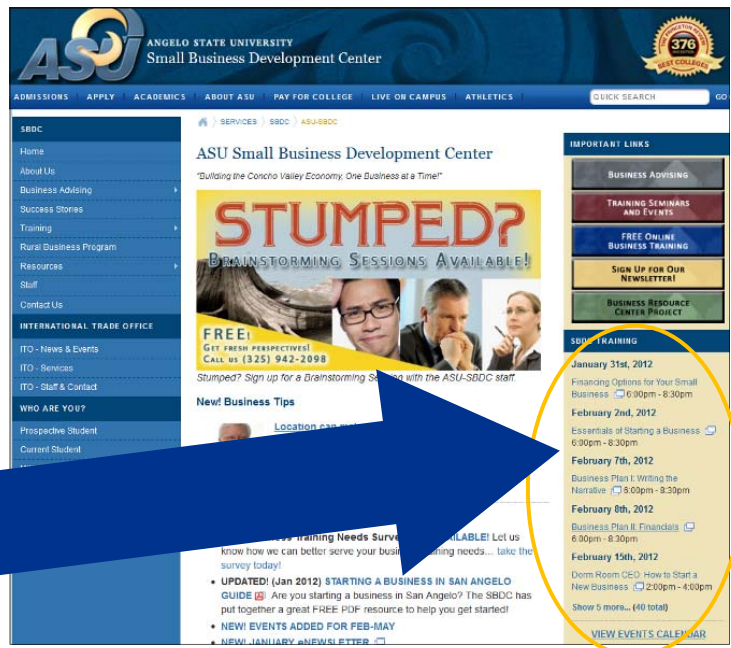 ASU
ANGELO STATE UNIVERSITY
Small Business Development Center
THE PRINCETON REVIEW
376
BEST COLLEGES
ADMISSIONS APPLY ACADEMICS ABOUT ASU PAY FOR COLLEGE LIVE ON CAMPUS ATHLETICS QUICK SEARCH GO
SBDC
Home
About Us
Business Advising
Success Stories
Training
Rural Business Program
Resources
Staff
Contact Us
INTERNATIONAL TRADE OFFICE
ITO - News & Events
ITO - Services
ITO - Staff & Contact
WHO ARE YOU?
Prospective Student
Current Student
SERVICES SBDC ASU-SBDC
ASU Small Business Development Center
"Building the Concho Valley Economy, One Business at a Time!"
STUMPED?
BRAINSTORMING SESSIONS AVAILABLE!
FREE!
GET FRESH PERSPECTIVES!
CALL US (325) 942-2098
Stumped? Sign up for a Brainstorming Session with the ASU-SBDC staff.
New! Business Tips
Location can
Training Needs Let us
know how we can better serve your business training needs... take the
survey today!
• UPDATED! (Jan 2012) STARTING A BUSINESS IN SAN ANGELO
GUIDE Are you starting a business in San Angelo? The SBDC has
put together a great FREE PDF resource to help you get started!
• NEW! EVENTS ADDED FOR FEB-MAY
• NEW! JANUARY eNEWSLETTER
IMPORTANT LINKS
BUSINESS ADVISING
TRAINING SEMINARS
AND EVENTS
FREE ONLINE
BUSINESS TRAINING
SIGN UP FOR OUR
NEWSLETTER!
BUSINESS RESOURCE
CENTER PROJECT
SBDC TRAINING
January 31st, 2012
Financing Options for Your Small
Business 6:00pm - 8:30pm
February 2nd, 2012
Essentials of Starting a Business
6:00pm - 8:30pm
February 7th, 2012
Business Plan I: Writing the
Narrative 6:00pm - 8:30pm
February 8th, 2012
Business Plan II: Financials
6:00pm - 8:30pm
February 15th, 2012
Dorm Room CEO: How to Start a
New Business 2:00pm - 4:00pm
Show 5 more... (40 total)
VIEW EVENTS CALENDAR